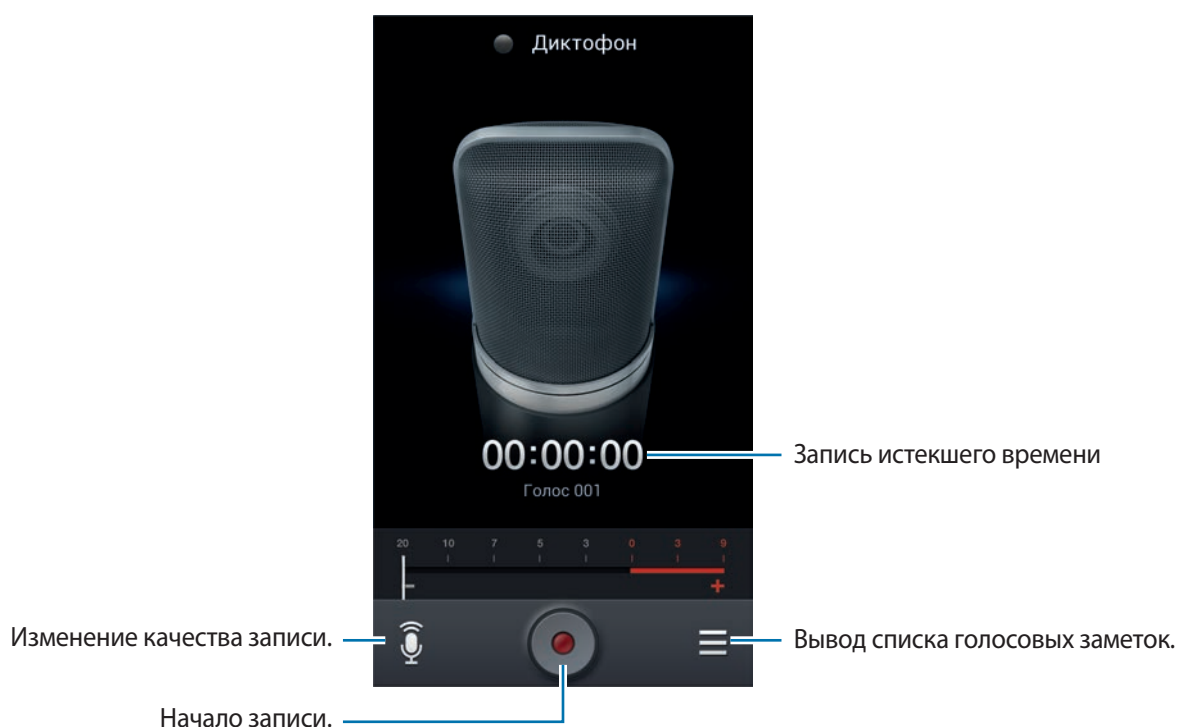 Диктофон
00:00:00
Запись истекшего времени
Голос 001
20 10 7 5 3 0 3 9
− +
Изменение качества записи.
Вывод списка голосовых заметок.
Начало записи.